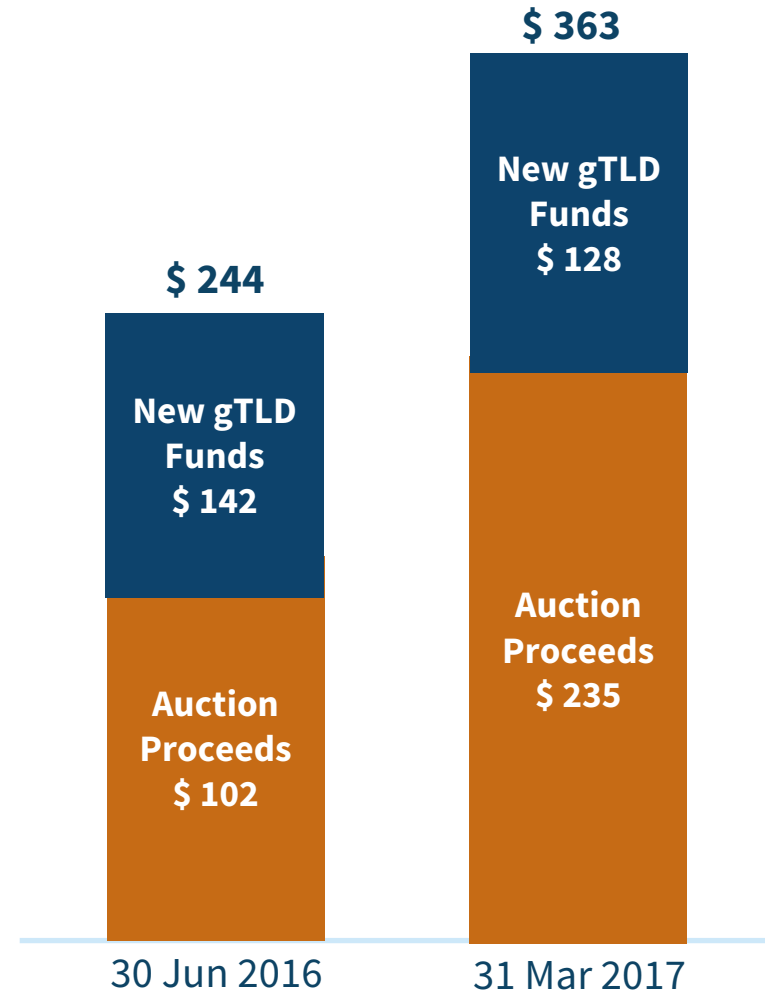 $ 363
New gTLD
Funds
$ 128
$ 244
New gTLD
Funds
$ 142
Auction
Proceeds
$ 235
Auction
Proceeds
$ 102
30 Jun 2016
31 Mar 2017